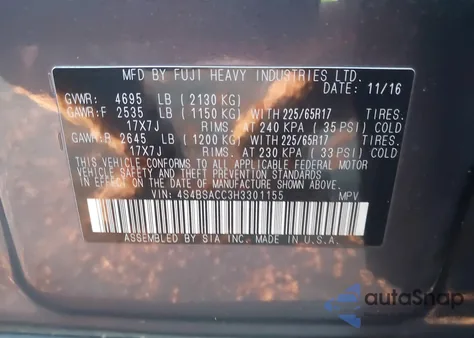 MFD. BY FUJI HEAVY INDUSTRIES LTD.
DATE: 11/16
GVWR: 4695 LB (2130 KG)
GAWR:F 2535 LB (1150 KG) WITH 225/65R17 TIRES.
17X7J RIMS. AT 240 KPA (35 PSI) COLD
GAWR:R 2645 LB (1200 KG) WITH 225/65R17 TIRES.
17X7J RIMS. AT 230 KPA (33 PSI) COLD
THIS VEHICLE CONFORMS TO ALL APPLICABLE FEDERAL MOTOR
VEHICLE SAFETY AND THEFT PREVENTION STANDARDS IN EFFECT
ON THE DATE OF MANUFACTURE SHOWN ABOVE.
VIN: 4S4BSACC3H3301155 MPV
ASSEMBLED BY SIA INC. MADE IN U.S.A.
autoSnap